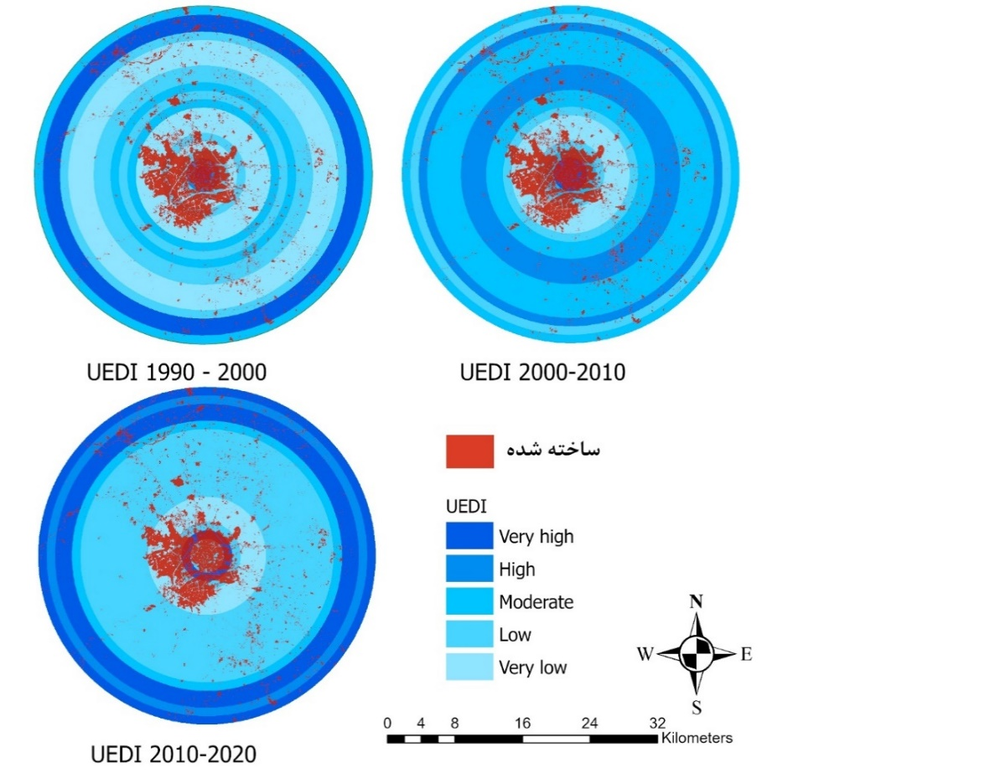 UEDI 1990 - 2000
UEDI 2000-2010
UEDI 2010-2020
ساخته شده
UEDI
Very high
High
Moderate
Low
Very low
N
W
E
S
0 4 8 16 24 32
Kilometers